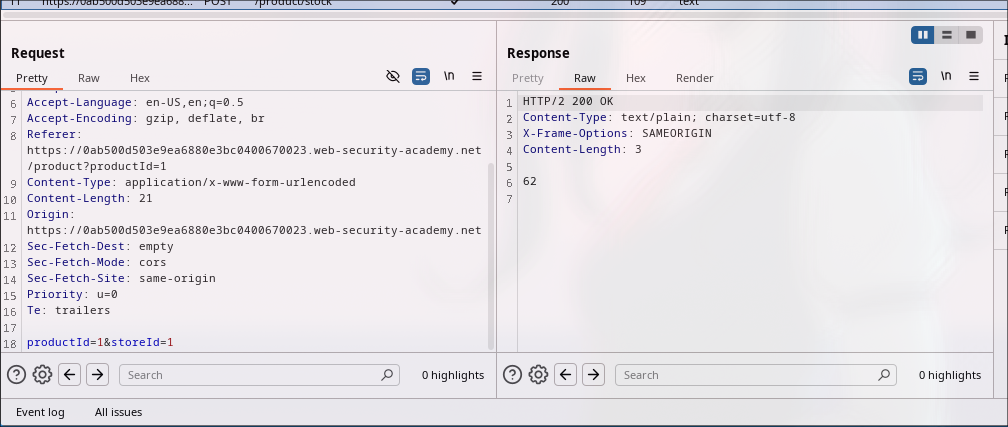 11 https://0ab500d503e9ea688... POST /product/stock 200 109 text
Request
Response
Pretty Raw Hex \n
Pretty Raw Hex Render \n
6 Accept-Language: en-US,en;q=0.5
7 Accept-Encoding: gzip, deflate, br
8 Referer:
https://0ab500d503e9ea6880e3bc0400670023.web-security-academy.net
/product?productId=1
9 Content-Type: application/x-www-form-urlencoded
10 Content-Length: 21
11 Origin:
https://0ab500d503e9ea6880e3bc0400670023.web-security-academy.net
12 Sec-Fetch-Dest: empty
13 Sec-Fetch-Mode: cors
14 Sec-Fetch-Site: same-origin
15 Priority: u=0
16 Te: trailers
17
18 productId=1&storeId=1
1 HTTP/2 200 OK
2 Content-Type: text/plain; charset=utf-8
3 X-Frame-Options: SAMEORIGIN
4 Content-Length: 3
5
6 62
7
Search 0 highlights
Search 0 highlights
Event log All issues